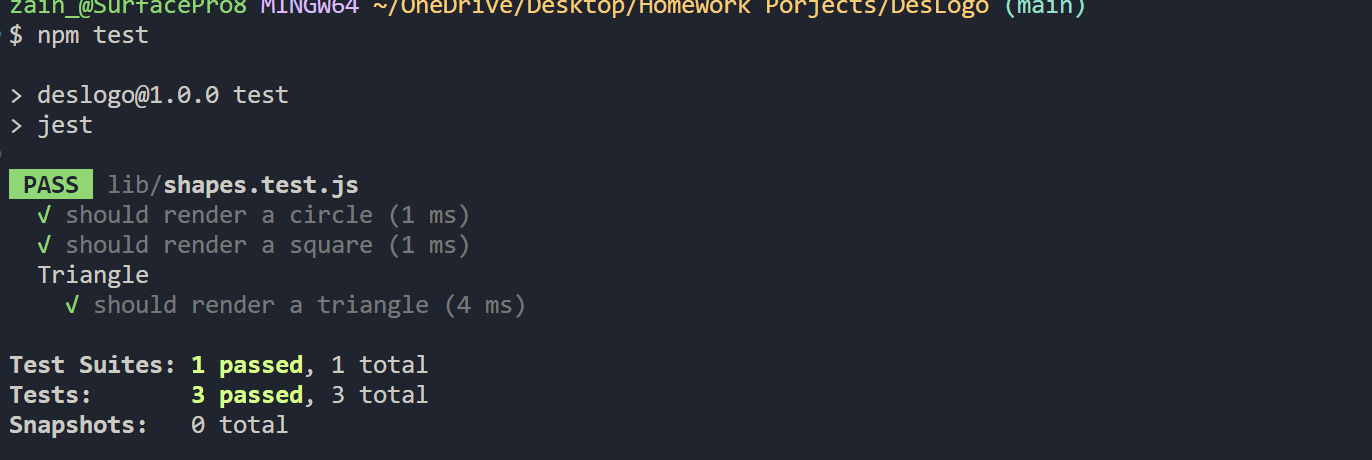 zain_@SurfacePro8 MINGW64 ~/OneDrive/Desktop/Homework Porjects/DesLogo (main)
$ npm test
> deslogo@1.0.0 test
> jest
PASS lib/shapes.test.js
√ should render a circle (1 ms)
√ should render a square (1 ms)
Triangle
√ should render a triangle (4 ms)
Test Suites: 1 passed, 1 total
Tests: 3 passed, 3 total
Snapshots: 0 total